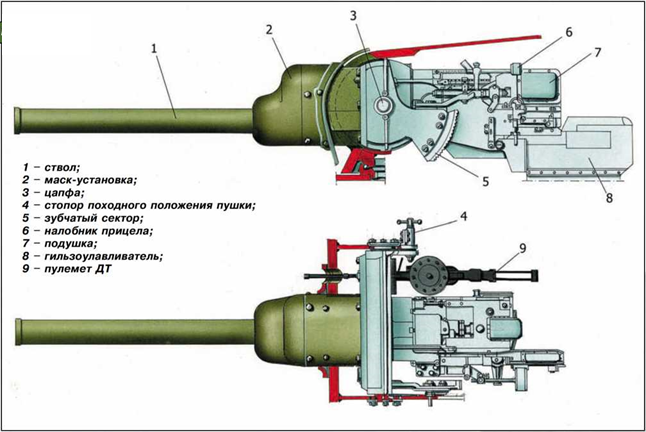 1
2
3
6
7
1 – ствол;
2 – маск-установка;
3 – цапфа;
4 – стопор походного положения пушки;
5 – зубчатый сектор;
6 – налобник прицела;
7 – подушка;
8 – гильзоулавливатель;
9 – пулемет ДТ
5
8
4
9